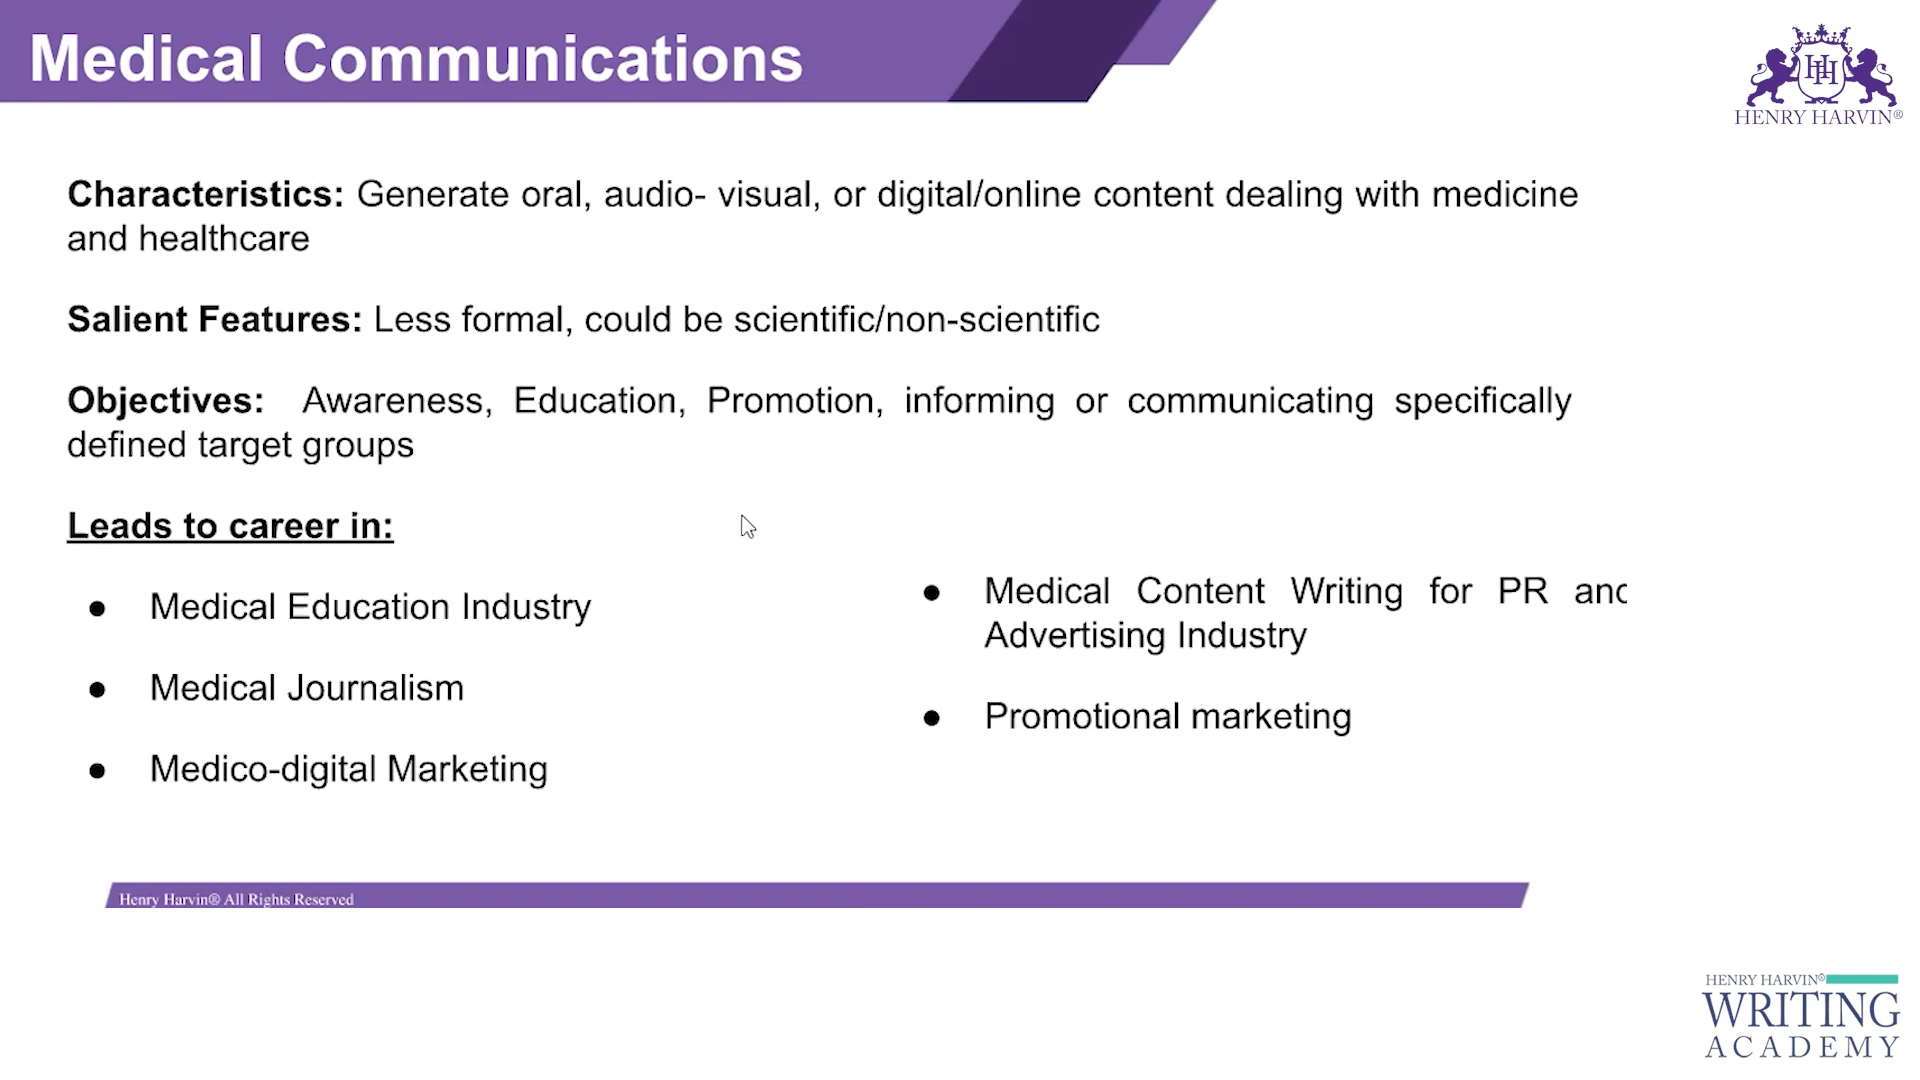 Medical Communications
HENRY HARVIN®
Characteristics: Generate oral, audio- visual, or digital/online content dealing with medicine
and healthcare
Salient Features: Less formal, could be scientific/non-scientific
Objectives: Awareness, Education, Promotion, informing or communicating specifically
defined target groups
Leads to career in:
● Medical Education Industry
● Medical Journalism
● Medico-digital Marketing
● Medical Content Writing for PR and
Advertising Industry
● Promotional marketing
Henry Harvin® All Rights Reserved
HENRY HARVIN®
WRITING
ACADEMY